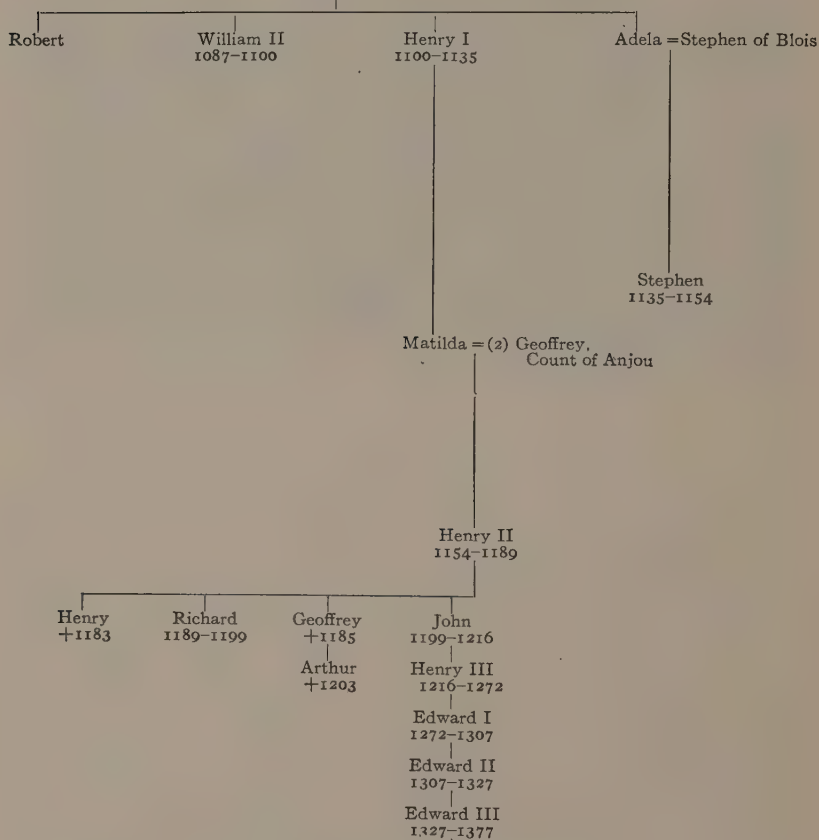 Robert
William II
1087–1100
Henry I
1100–1135
Adela = Stephen of Blois
Stephen
1135–1154
Matilda = (2) Geoffrey,
Count of Anjou
Henry II
1154–1189
Henry
+1183
Richard
1189–1199
Geoffrey
+1185
John
1199–1216
Arthur
+1203
Henry III
1216–1272
Edward I
1272–1307
Edward II
1307–1327
Edward III
1327–1377